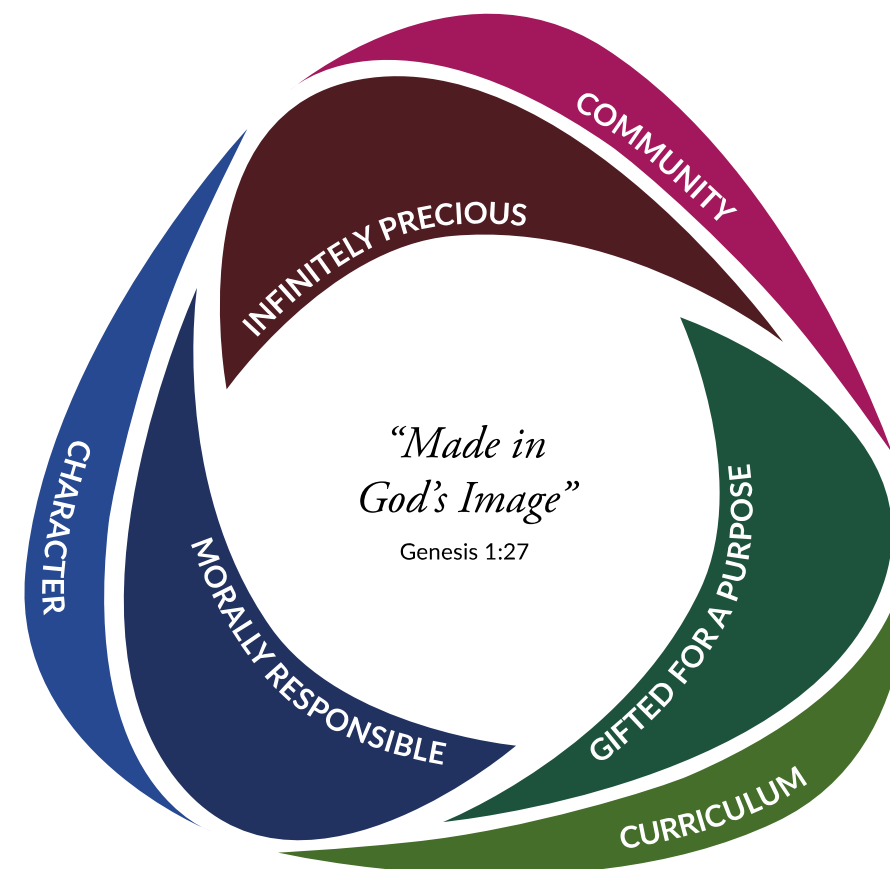 COMMUNITY
INFINITELY PRECIOUS
CHARACTER
“Made in
God’s Image”
Genesis 1:27
MORALLY RESPONSIBLE
GIFTED FOR A PURPOSE
CURRICULUM